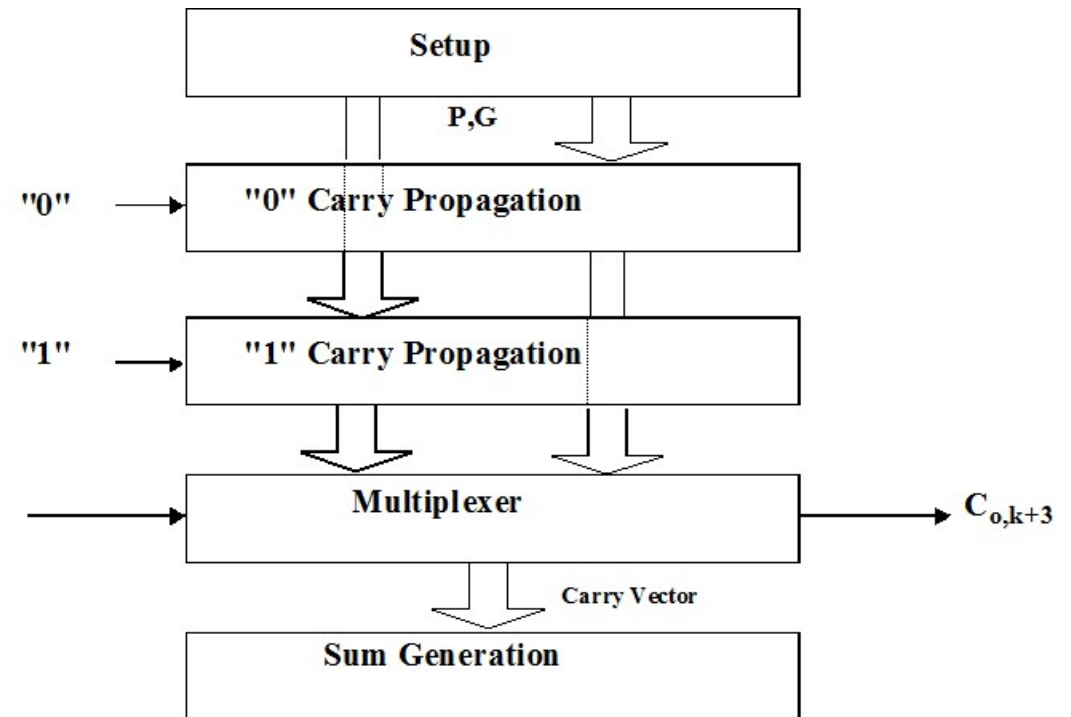 Setup
P,G
"0"
"0" Carry Propagation
"1"
"1" Carry Propagation
Multiplexer
Co,k+3
Carry Vector
Sum Generation